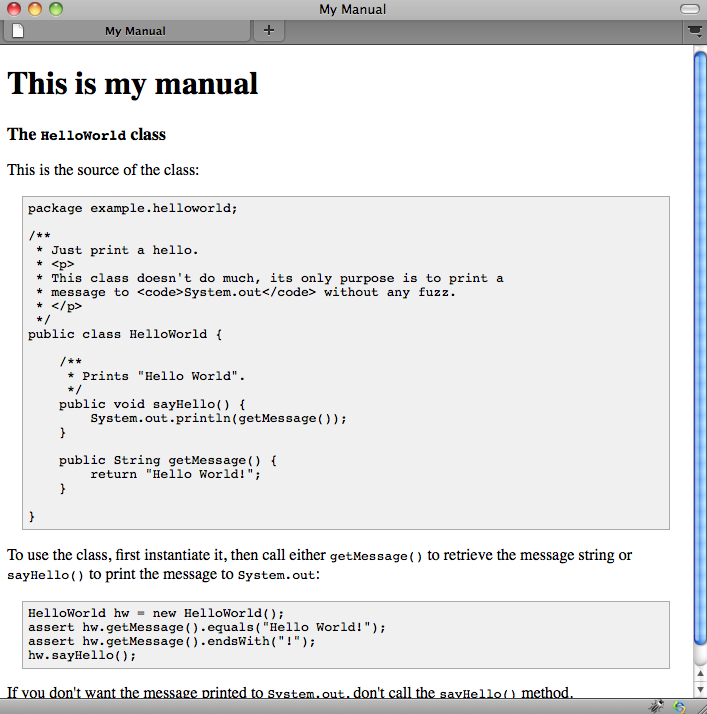 My Manual
My Manual
+
This is my manual
The HelloWorld class
This is the source of the class:
package example.helloworld;
/**
 * Just print a hello.
 * <p>
 * This class doesn't do much, its only purpose is to print a
 * message to <code>System.out</code> without any fuzz.
 * </p>
 */
public class HelloWorld {
    /**
     * Prints "Hello World".
     */
    public void sayHello() {
        System.out.println(getMessage());
    }
    public String getMessage() {
        return "Hello World!";
    }
}
To use the class, first instantiate it, then call either getMessage() to retrieve the message string or
sayHello() to print the message to System.out:
HelloWorld hw = new HelloWorld();
assert hw.getMessage().equals("Hello World!");
assert hw.getMessage().endsWith("!");
hw.sayHello();
If you don't want the message printed to System.out, don't call the sayHello() method.